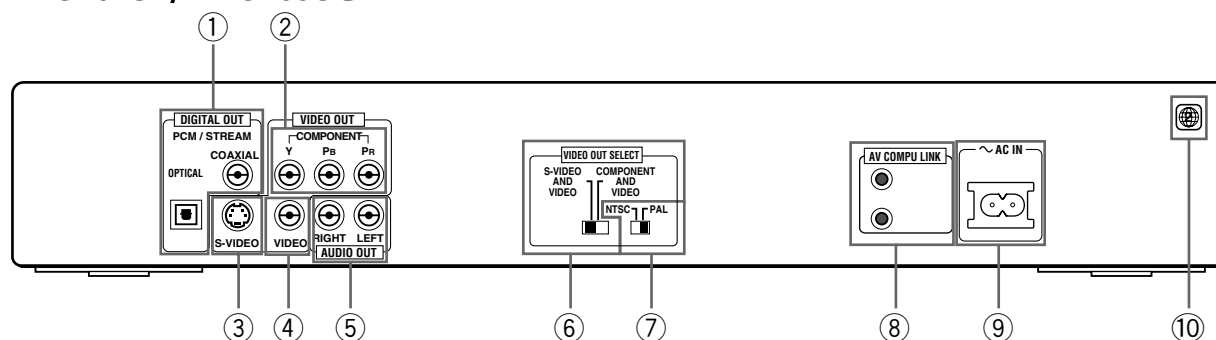 ① ②
DIGITAL OUT
PCM / STREAM
COAXIAL
OPTICAL
S-VIDEO
VIDEO OUT
COMPONENT
Y PB PR
VIDEO
RIGHT LEFT
AUDIO OUT
VIDEO OUT SELECT
S-VIDEO
AND
VIDEO
COMPONENT
AND
VIDEO
NTSC PAL
AV COMPU LINK
~ AC IN
2
③ ④ ⑤ ⑥ ⑦ ⑧ ⑨ ⑩